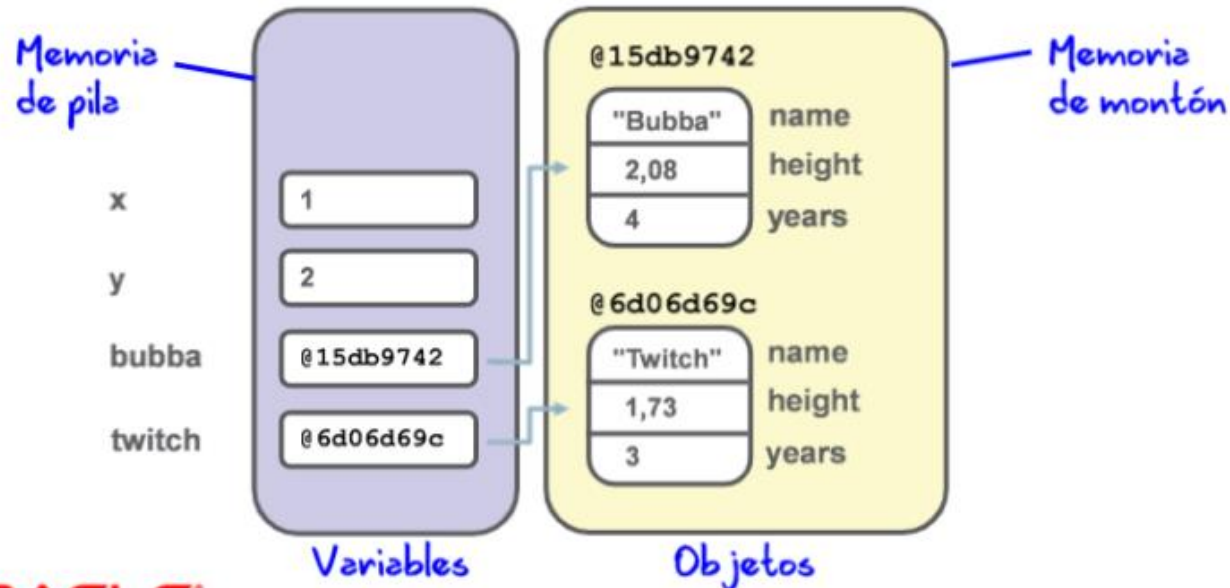 Memoria
de pila
x
1
y
2
bubba
@15db9742
twitch
@6d06d69c
Variables
@15db9742
"Bubba" name
2,08 height
4 years
@6d06d69c
"Twitch" name
1,73 height
3 years
Objetos
Memoria
de montón